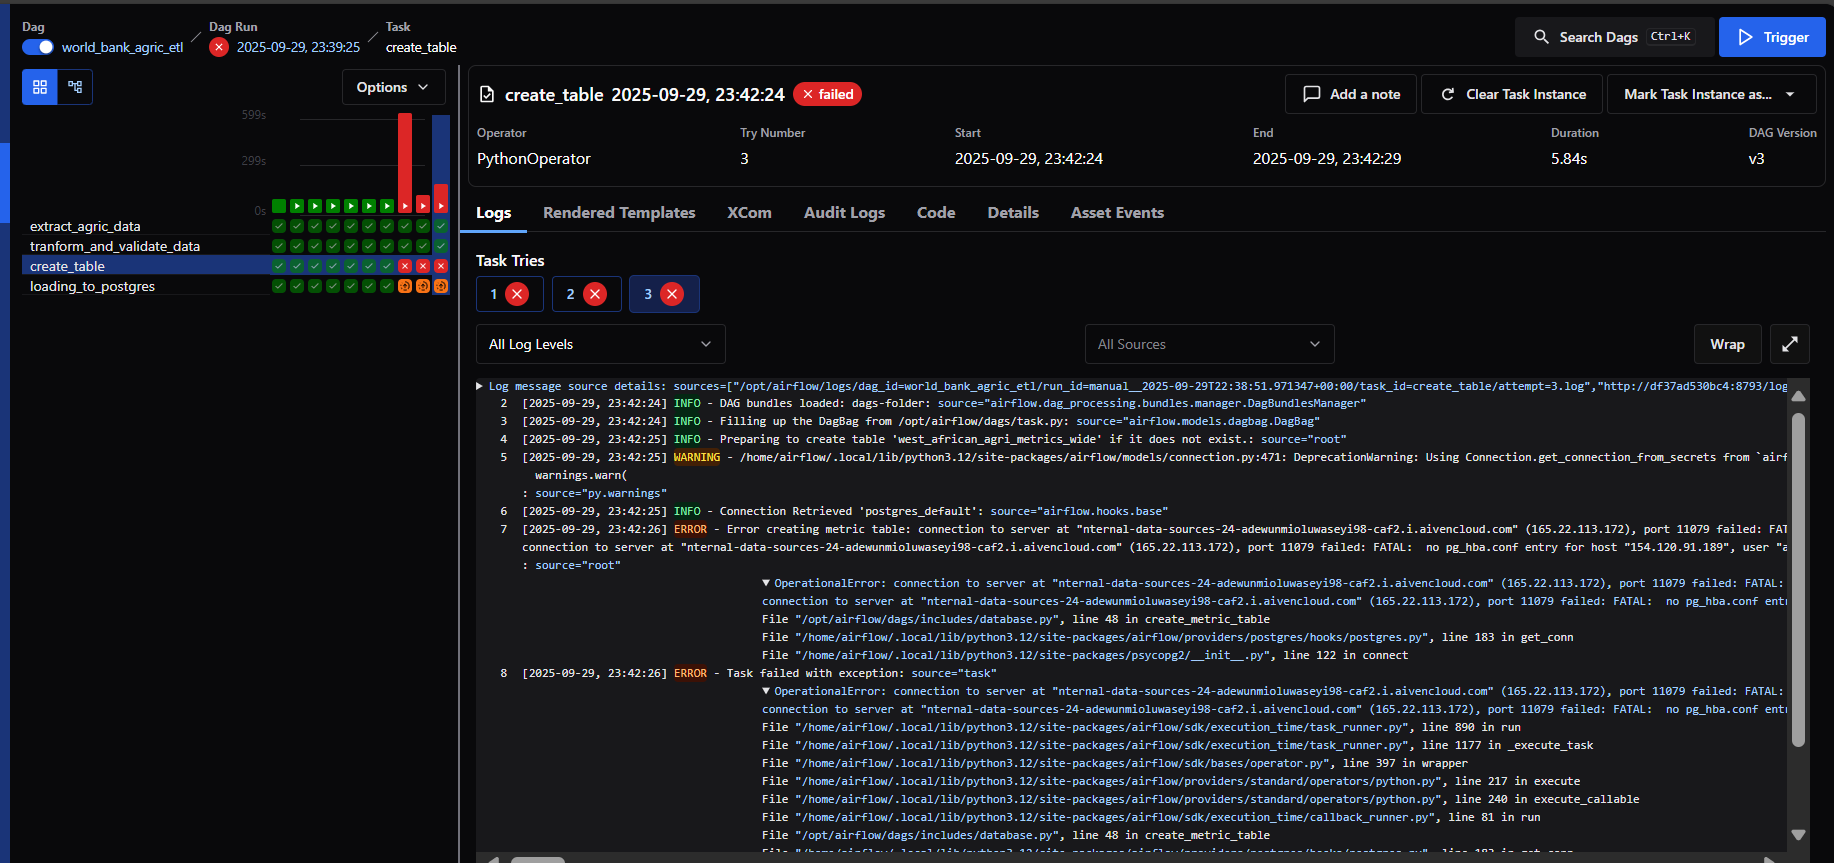 Dag
world_bank_agric_etl
Dag Run
2025-09-29, 23:39:25
Task
create_table
Search Dags Ctrl+K
Trigger
Options
599s
299s
0s
extract_agric_data
tranform_and_validate_data
create_table
loading_to_postgres
create_table 2025-09-29, 23:42:24 failed
Add a note
Clear Task Instance
Mark Task Instance as...
Operator Try Number Start End Duration DAG Version
PythonOperator 3 2025-09-29, 23:42:24 2025-09-29, 23:42:29 5.84s v3
Logs Rendered Templates XCom Audit Logs Code Details Asset Events
Task Tries
1 2 3
All Log Levels All Sources Wrap
Log message source details: sources=["/opt/airflow/logs/dag_id=world_bank_agric_etl/run_id=manual__2025-09-29T22:38:51.971347+00:00/task_id=create_table/attempt=3.log","http://df37ad530bc4:8793/log
2 [2025-09-29, 23:42:24] INFO - DAG bundles loaded: dags-folder: source="airflow.dag_processing.bundles.manager.DagBundlesManager"
3 [2025-09-29, 23:42:24] INFO - Filling up the DagBag from /opt/airflow/dags/task.py: source="airflow.models.dagbag.DagBag"
4 [2025-09-29, 23:42:25] INFO - Preparing to create table 'west_african_agri_metrics_wide' if it does not exist.: source="root"
5 [2025-09-29, 23:42:25] WARNING - /home/airflow/.local/lib/python3.12/site-packages/airflow/models/connection.py:471: DeprecationWarning: Using Connection.get_connection_from_secrets from `airf
warnings.warn(
: source="py.warnings"
6 [2025-09-29, 23:42:25] INFO - Connection Retrieved 'postgres_default': source="airflow.hooks.base"
7 [2025-09-29, 23:42:26] ERROR - Error creating metric table: connection to server at "nternal-data-sources-24-adewunmioluwaseyi98-caf2.i.aivencloud.com" (165.22.113.172), port 11079 failed: FAT
connection to server at "nternal-data-sources-24-adewunmioluwaseyi98-caf2.i.aivencloud.com" (165.22.113.172), port 11079 failed: FATAL:  no pg_hba.conf entry for host "154.120.91.189", user "a
: source="root"
OperationalError: connection to server at "nternal-data-sources-24-adewunmioluwaseyi98-caf2.i.aivencloud.com" (165.22.113.172), port 11079 failed: FATAL:
connection to server at "nternal-data-sources-24-adewunmioluwaseyi98-caf2.i.aivencloud.com" (165.22.113.172), port 11079 failed: FATAL:  no pg_hba.conf entr
File "/opt/airflow/dags/includes/database.py", line 48 in create_metric_table
File "/home/airflow/.local/lib/python3.12/site-packages/airflow/providers/postgres/hooks/postgres.py", line 183 in get_conn
File "/home/airflow/.local/lib/python3.12/site-packages/psycopg2/__init__.py", line 122 in connect
8 [2025-09-29, 23:42:26] ERROR - Task failed with exception: source="task"
OperationalError: connection to server at "nternal-data-sources-24-adewunmioluwaseyi98-caf2.i.aivencloud.com" (165.22.113.172), port 11079 failed: FATAL:
connection to server at "nternal-data-sources-24-adewunmioluwaseyi98-caf2.i.aivencloud.com" (165.22.113.172), port 11079 failed: FATAL:  no pg_hba.conf entr
File "/home/airflow/.local/lib/python3.12/site-packages/airflow/sdk/execution_time/task_runner.py", line 890 in run
File "/home/airflow/.local/lib/python3.12/site-packages/airflow/sdk/execution_time/task_runner.py", line 1177 in _execute_task
File "/home/airflow/.local/lib/python3.12/site-packages/airflow/sdk/bases/operator.py", line 397 in wrapper
File "/home/airflow/.local/lib/python3.12/site-packages/airflow/providers/standard/operators/python.py", line 217 in execute
File "/home/airflow/.local/lib/python3.12/site-packages/airflow/providers/standard/operators/python.py", line 240 in execute_callable
File "/home/airflow/.local/lib/python3.12/site-packages/airflow/sdk/execution_time/callback_runner.py", line 81 in run
File "/opt/airflow/dags/includes/database.py", line 48 in create_metric_table